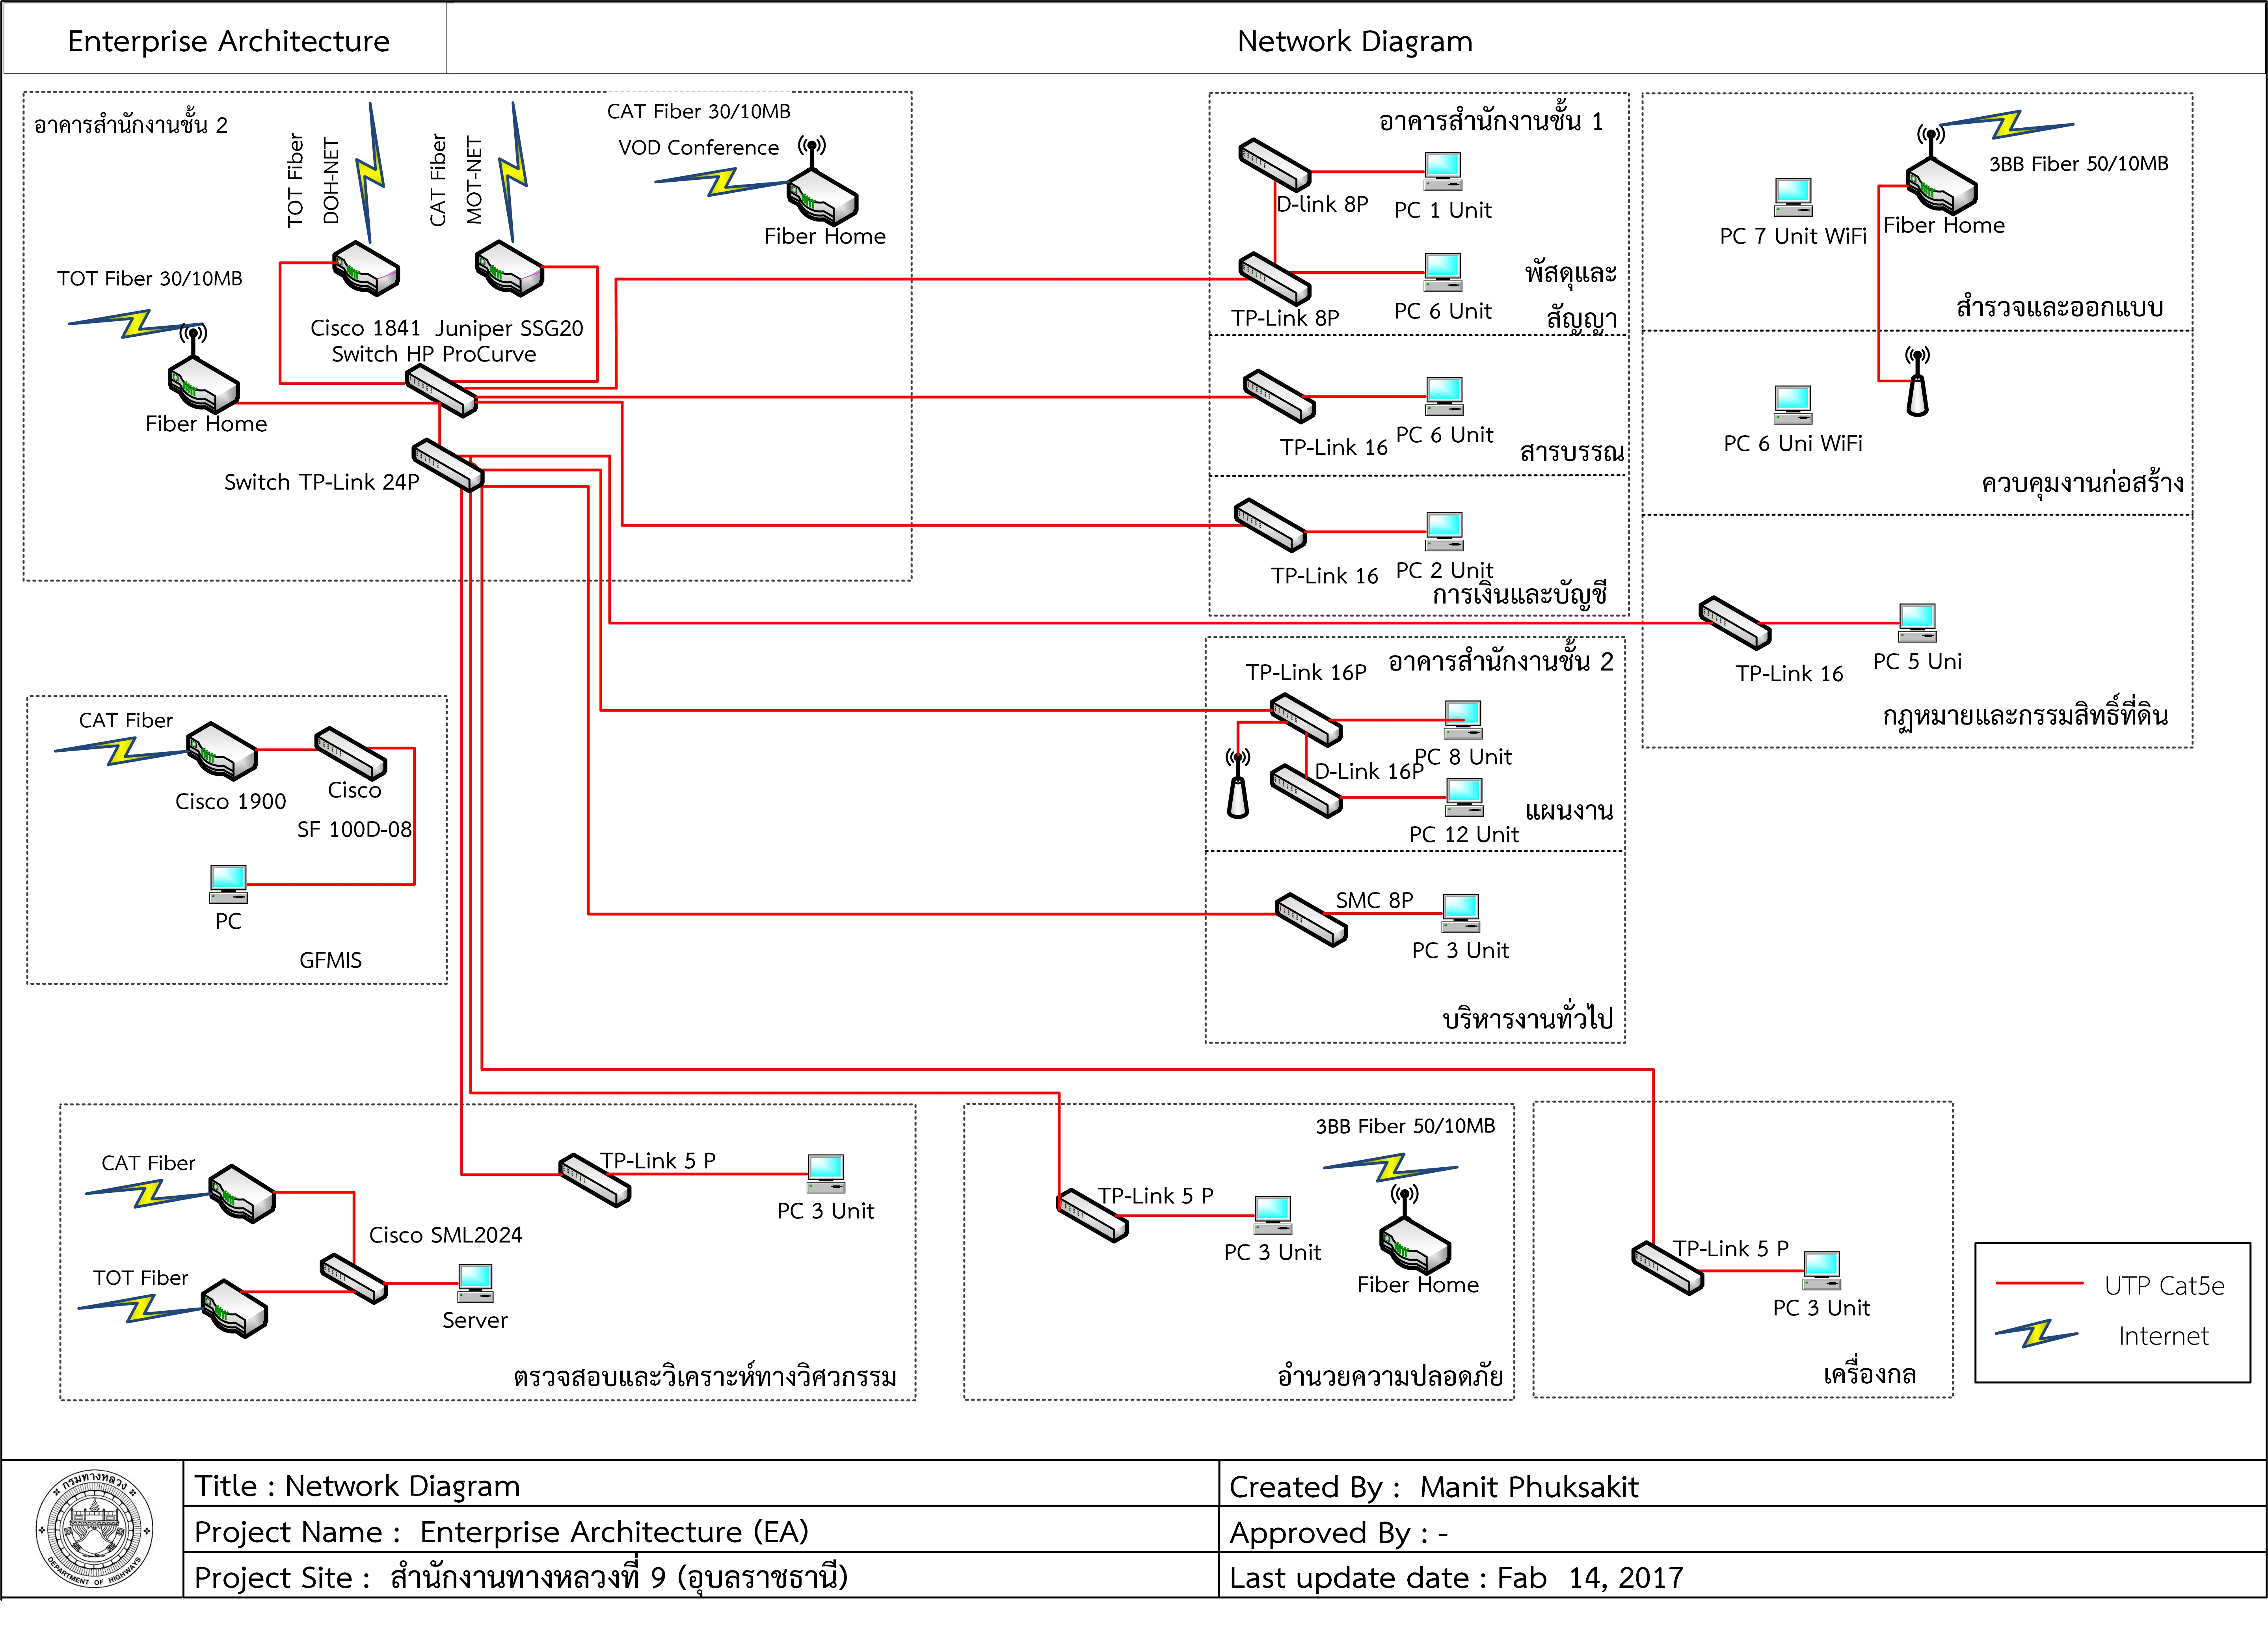 Enterprise Architecture
Network Diagram
อาคารสำนักงานชั้น 2
TOT Fiber
DOH-NET
CAT Fiber
MOT-NET
CAT Fiber 30/10MB
VOD Conference
Fiber Home
TOT Fiber 30/10MB
Fiber Home
Cisco 1841
Juniper SSG20
Switch HP ProCurve
Switch TP-Link 24P
อาคารสำนักงานชั้น 1
D-link 8P
PC 1 Unit
TP-Link 8P
PC 6 Unit
พัสดุและ
สัญญา
TP-Link 16
PC 6 Unit
สารบรรณ
TP-Link 16
PC 2 Unit
การเงินและบัญชี
3BB Fiber 50/10MB
PC 7 Unit WiFi
Fiber Home
สำรวจและออกแบบ
PC 6 Uni WiFi
ควบคุมงานก่อสร้าง
TP-Link 16
PC 5 Uni
กฎหมายและกรรมสิทธิ์ที่ดิน
อาคารสำนักงานชั้น 2
TP-Link 16P
PC 8 Unit
D-Link 16P
PC 12 Unit
แผนงาน
SMC 8P
PC 3 Unit
บริหารงานทั่วไป
CAT Fiber
Cisco 1900
Cisco
SF 100D-08
PC
GFMIS
CAT Fiber
TOT Fiber
Cisco SML2024
Server
TP-Link 5 P
PC 3 Unit
ตรวจสอบและวิเคราะห์ทางวิศวกรรม
3BB Fiber 50/10MB
TP-Link 5 P
PC 3 Unit
Fiber Home
อำนวยความปลอดภัย
TP-Link 5 P
PC 3 Unit
เครื่องกล
UTP Cat5e
Internet
กรมทางหลวง
DEPARTMENT OF HIGHWAYS
Title : Network Diagram
Created By : Manit Phuksakit
Project Name : Enterprise Architecture (EA)
Approved By : -
Project Site : สำนักงานทางหลวงที่ 9 (อุบลราชธานี)
Last update date : Fab 14, 2017